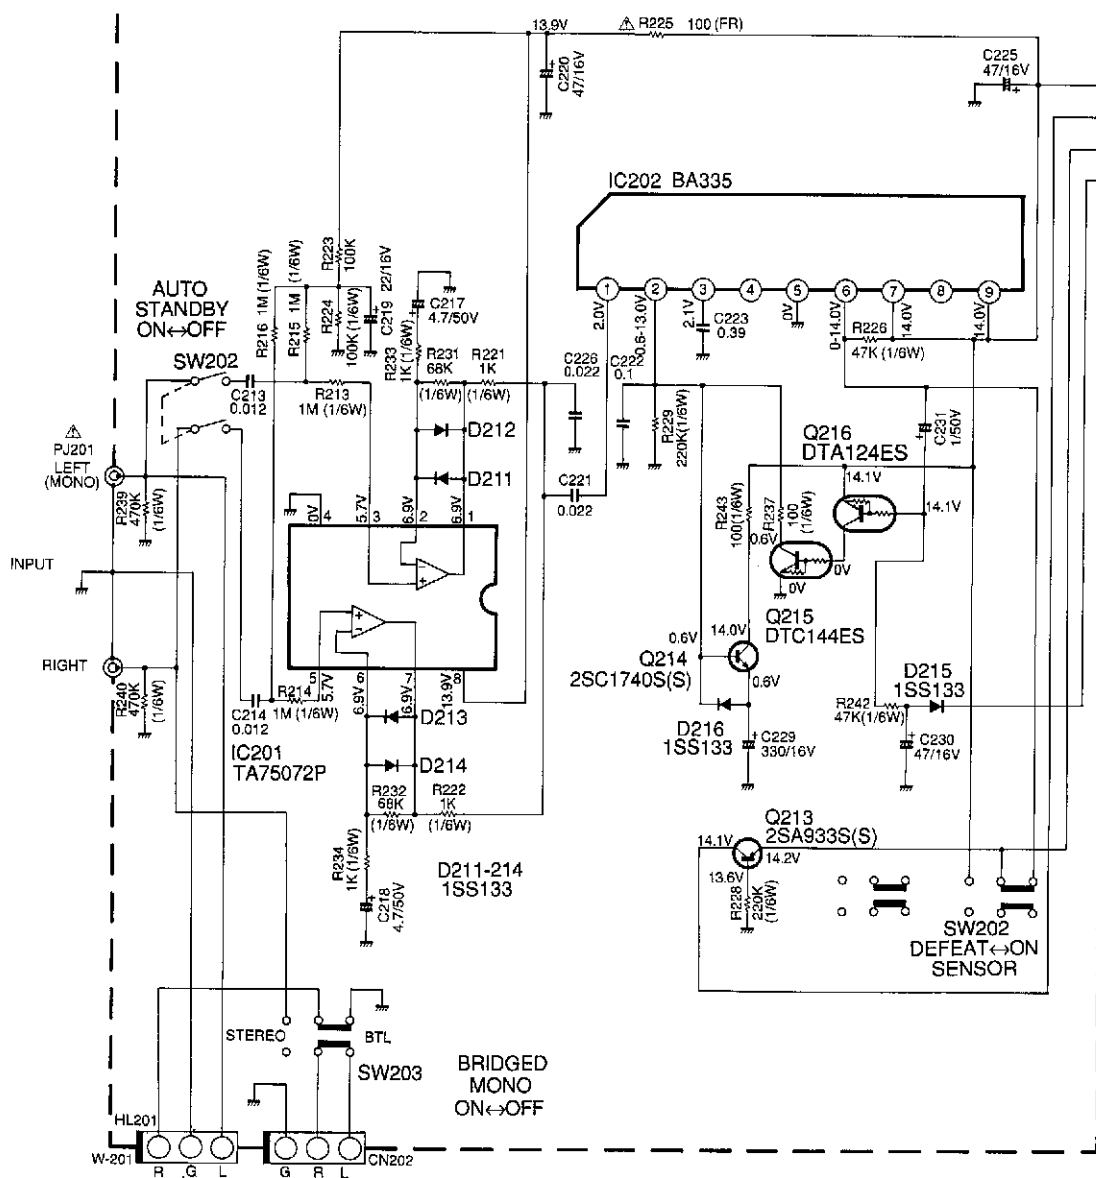 13.9V
⚠ R225 100 (FR)
C220
47/16V
C225
47/16V
IC202 BA335
1
2
3
4
5
6
7
8
9
2.0V
0.6-13.0V
2.1V
0V
0-14.0V
14.0V
14.0V
C223
0.39
R226
47K (1/6W)
AUTO
STANDBY
ON↔OFF
SW202
R216 1M (1/6W)
R215 1M (1/6W)
R223
100K
R224
100K (1/6W)
C219 22/16V
C217
4.7/50V
R233
1K (1/6W)
R231
68K
(1/6W)
R221
1K
(1/6W)
C226
0.022
C222
0.1
R229
220K(1/6W)
C231
1/50V
C213
0.012
R213
1M (1/6W)
D212
D211
C221
0.022
Q216
DTA124ES
14.1V
14.1V
R243
100(1/6W)
R237
100
(1/6W)
0.6V
0V
0V
Q215
DTC144ES
⚠
PJ201
LEFT
(MONO)
R239
470K
(1/6W)
INPUT
RIGHT
R240
470K
(1/6W)
0V
5.7V
6.9V
6.9V
4
3
2
1
5
6
7
8
5.7V
6.9V
6.9V
13.9V
R214
1M (1/6W)
C214
0.012
IC201
TA75072P
D213
D214
R232
68K
(1/6W)
R222
1K
(1/6W)
R234
1K (1/6W)
C218
4.7/50V
D211-214
1SS133
0.6V
14.0V
Q214
2SC1740S(S)
0.6V
D216
1SS133
C229
330/16V
D215
1SS133
R242
47K(1/6W)
C230
47/16V
Q213
2SA933S(S)
14.1V
14.2V
13.6V
R228
220K
(1/6W)
SW202
DEFEAT↔ON
SENSOR
STEREO
BTL
SW203
BRIDGED
MONO
ON↔OFF
HL201
W-201
R
G
L
G
R
L
CN202